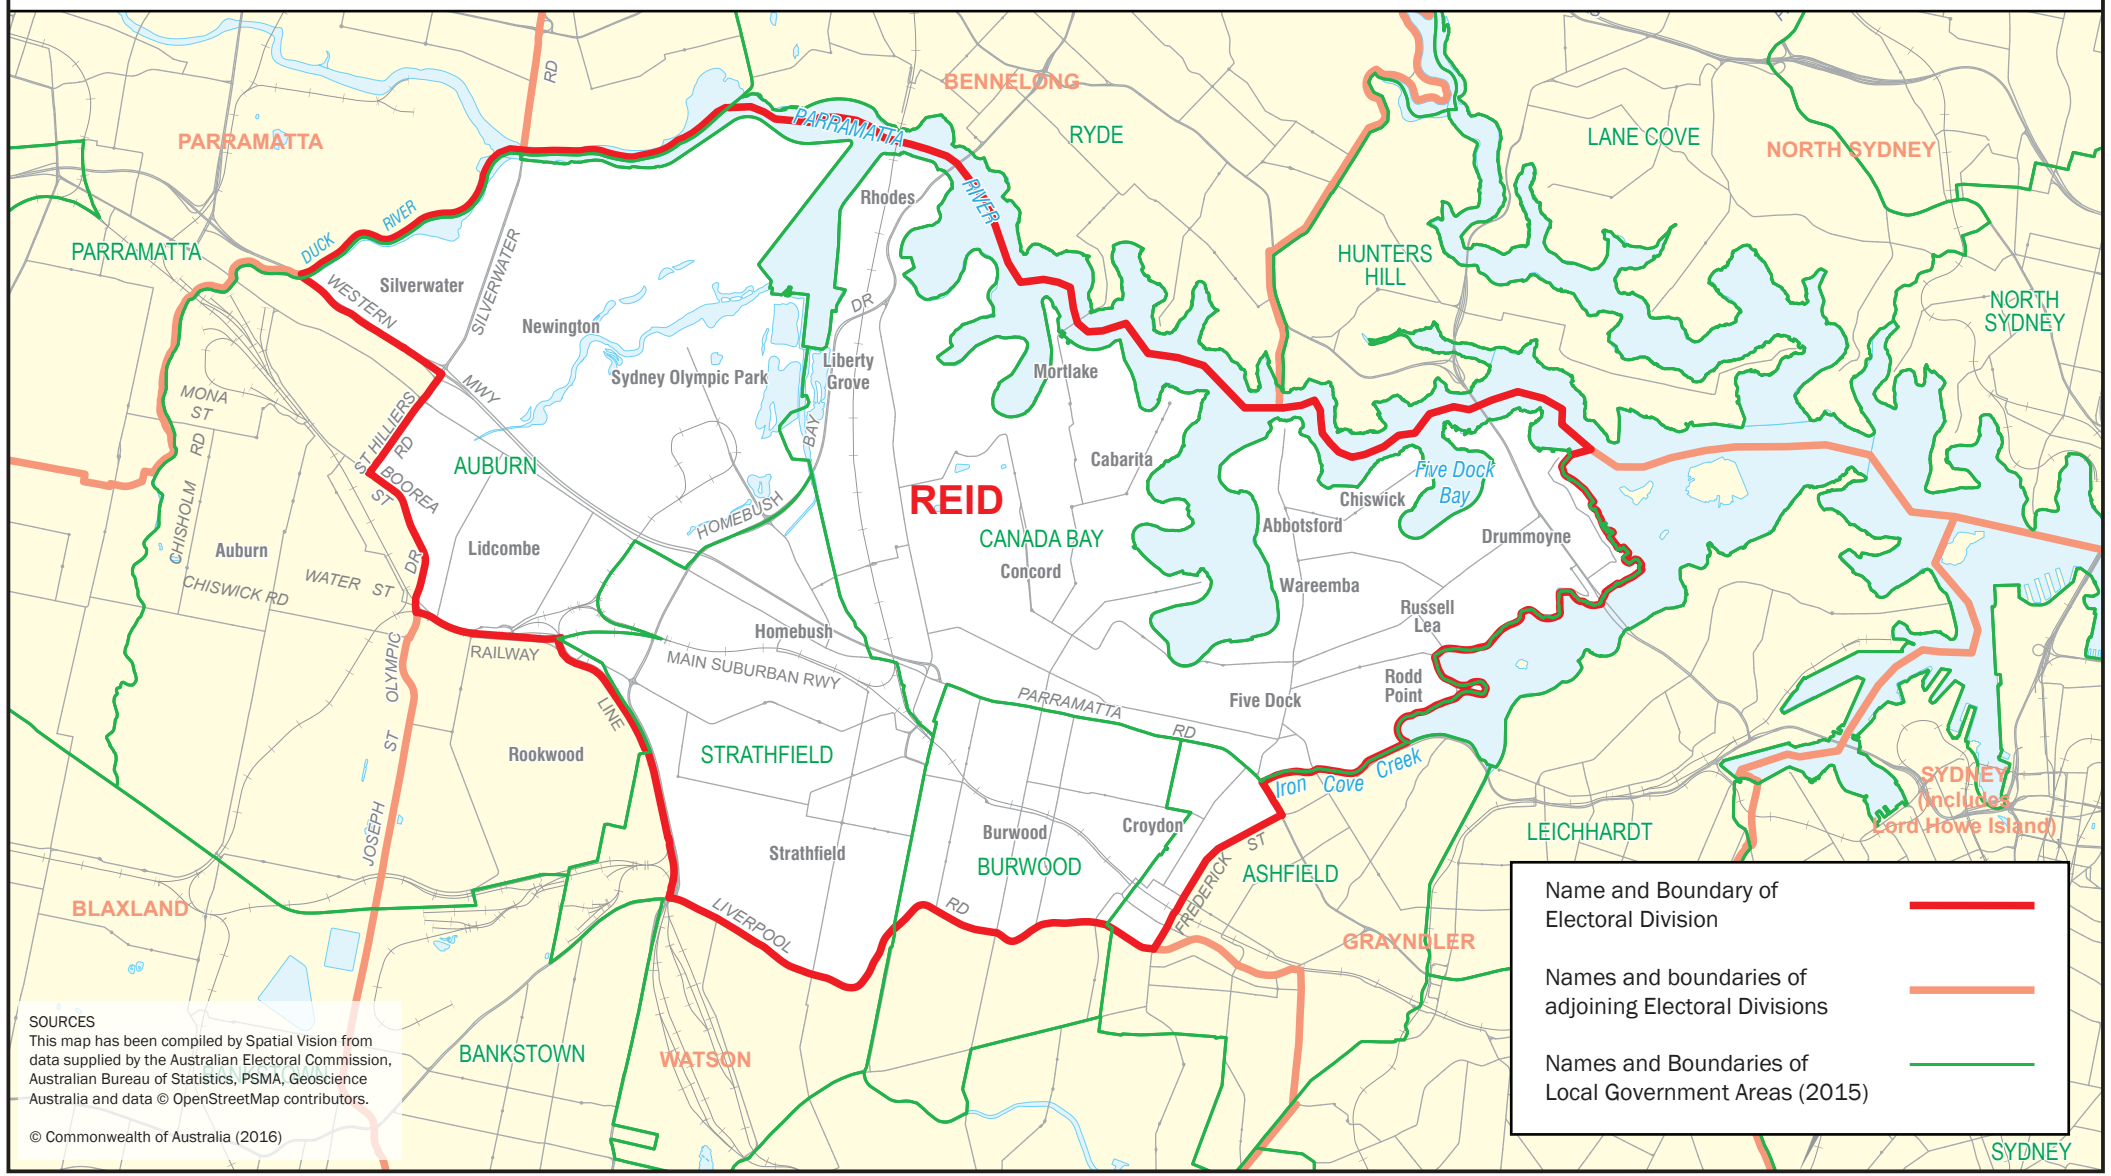 BENNELONG
RD
PARRAMATTA
PARRAMATTA
RYDE
LANE COVE
NORTH SYDNEY
RIVER
Rhodes
DUCK
RIVER
PARRAMATTA
HUNTERS
HILL
NORTH
SYDNEY
Silverwater
WESTERN
SILVERWATER
Newington
DR
Liberty
Grove
Sydney Olympic Park
Mortlake
MWY
MONA
ST
RD
ST HILLIERS
RD
BAY
AUBURN
Cabarita
Five Dock
Bay
BOOREA
ST
REID
Chiswick
HOMEBUSH
Abbotsford
Drummoyne
CHISHOLM
CANADA BAY
Auburn
Lidcombe
Concord
DR
WATER ST
CHISWICK RD
Wareemba
Russell
Lea
Homebush
OLYMPIC
RAILWAY
MAIN SUBURBAN RWY
Rodd
Point
LINE
PARRAMATTA
RD
Five Dock
ST
Rookwood
STRATHFIELD
Iron Cove Creek
SYDNEY
(includes
Lord Howe Island)
JOSEPH
Burwood
Croydon
LEICHHARDT
Strathfield
BURWOOD
ST
FREDERICK
ASHFIELD
BLAXLAND
LIVERPOOL
RD
GRAYNDLER
Name and Boundary of
Electoral Division
Names and boundaries of
adjoining Electoral Divisions
Names and Boundaries of
Local Government Areas (2015)
SOURCES
This map has been compiled by Spatial Vision from
data supplied by the Australian Electoral Commission,
Australian Bureau of Statistics, PSMA, Geoscience
Australia and data © OpenStreetMap contributors.
© Commonwealth of Australia (2016)
BANKSTOWN
BANKSTOWN
WATSON
SYDNEY